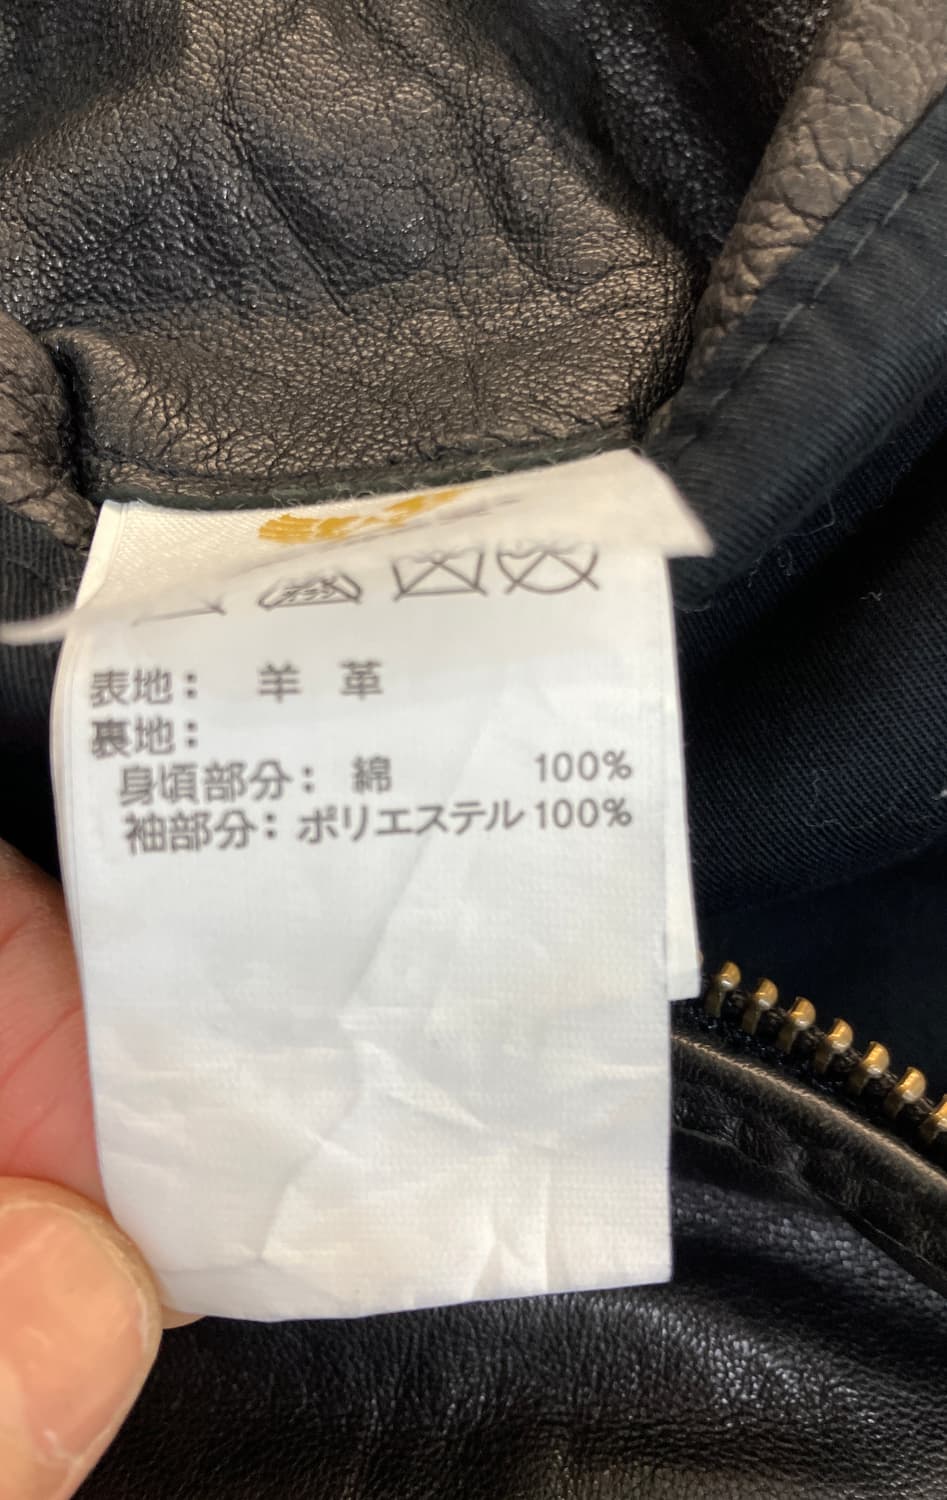 表地： 羊 革
裏地：
身頃部分： 綿 100%
袖部分： ポリエステル 100%